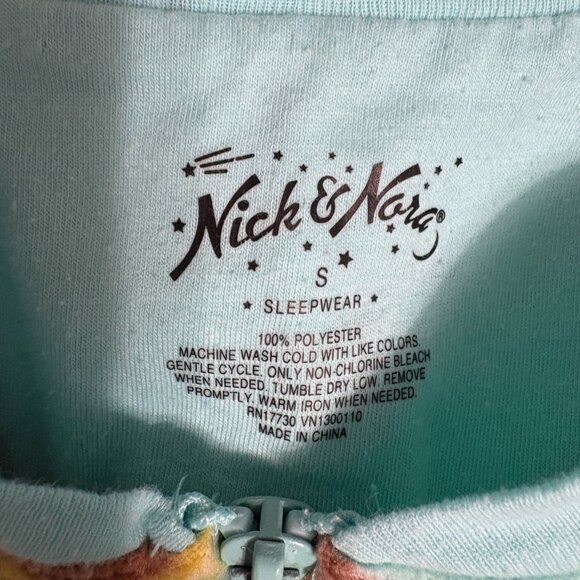 Nick & Nora®
S
★ SLEEPWEAR ★
100% POLYESTER
MACHINE WASH COLD WITH LIKE COLORS.
GENTLE CYCLE. ONLY NON-CHLORINE BLEACH
WHEN NEEDED. TUMBLE DRY LOW. REMOVE
PROMPTLY. WARM IRON WHEN NEEDED.
RN17730 VN1300110
MADE IN CHINA